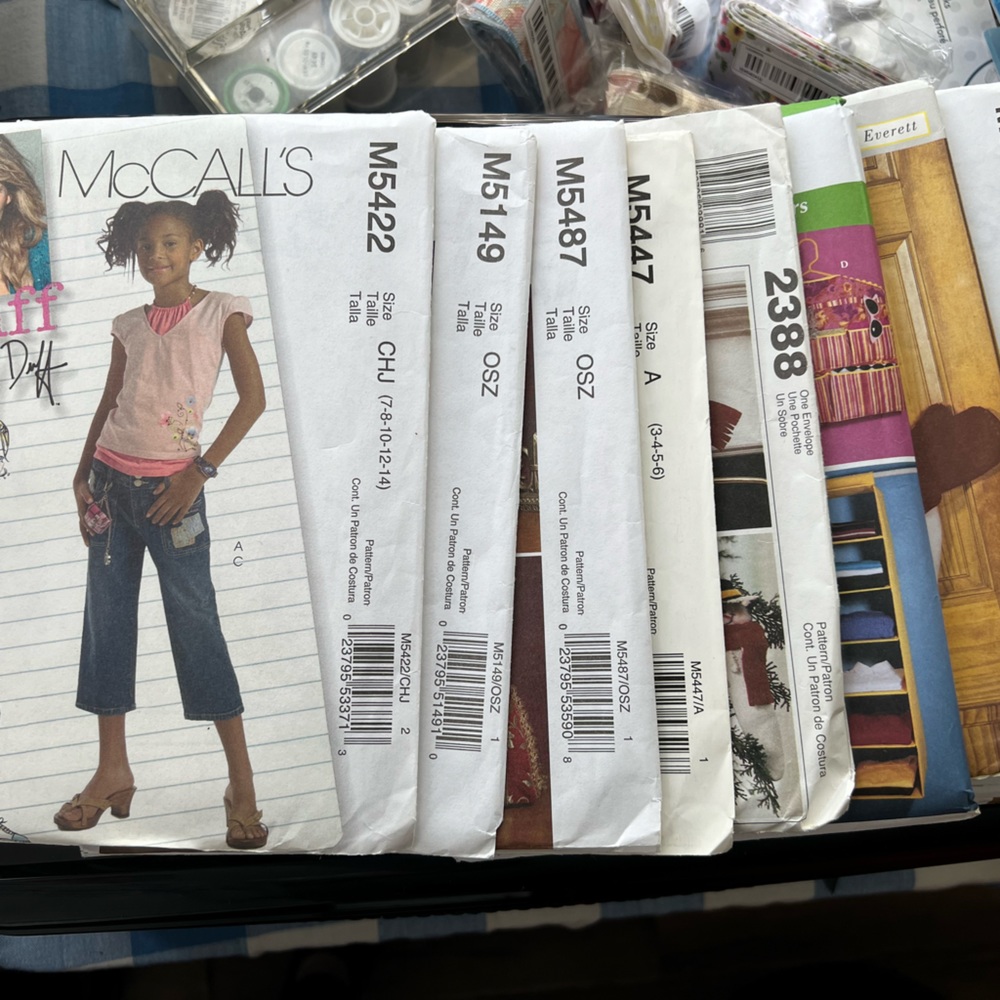 McCALL'S
ff
Duff
A
C
M5422
Size
Taille
Talla
CHJ (7-8-10-12-14)
Pattern/Patron
Cont. Un Patron de Costura
M5422/CHJ
0 23795 53371 3
2
M5149
Size
Taille
Talla
OSZ
Pattern/Patron
Cont. Un Patron de Costura
M5149/OSZ
0 23795 51491 0
1
M5487
Size
Taille
Talla
OSZ
Pattern/Patron
Cont. Un Patron de Costura
M5487/OSZ
0 23795 53590 8
1
M5447
Size
Taille
A (3-4-5-6)
Pattern/Patron
M5447/A
1
2388
One Envelope
Une Pochette
Un Sobre
Pattern/Patron
Cont. Un Patron de Costura
rs
D
Everett